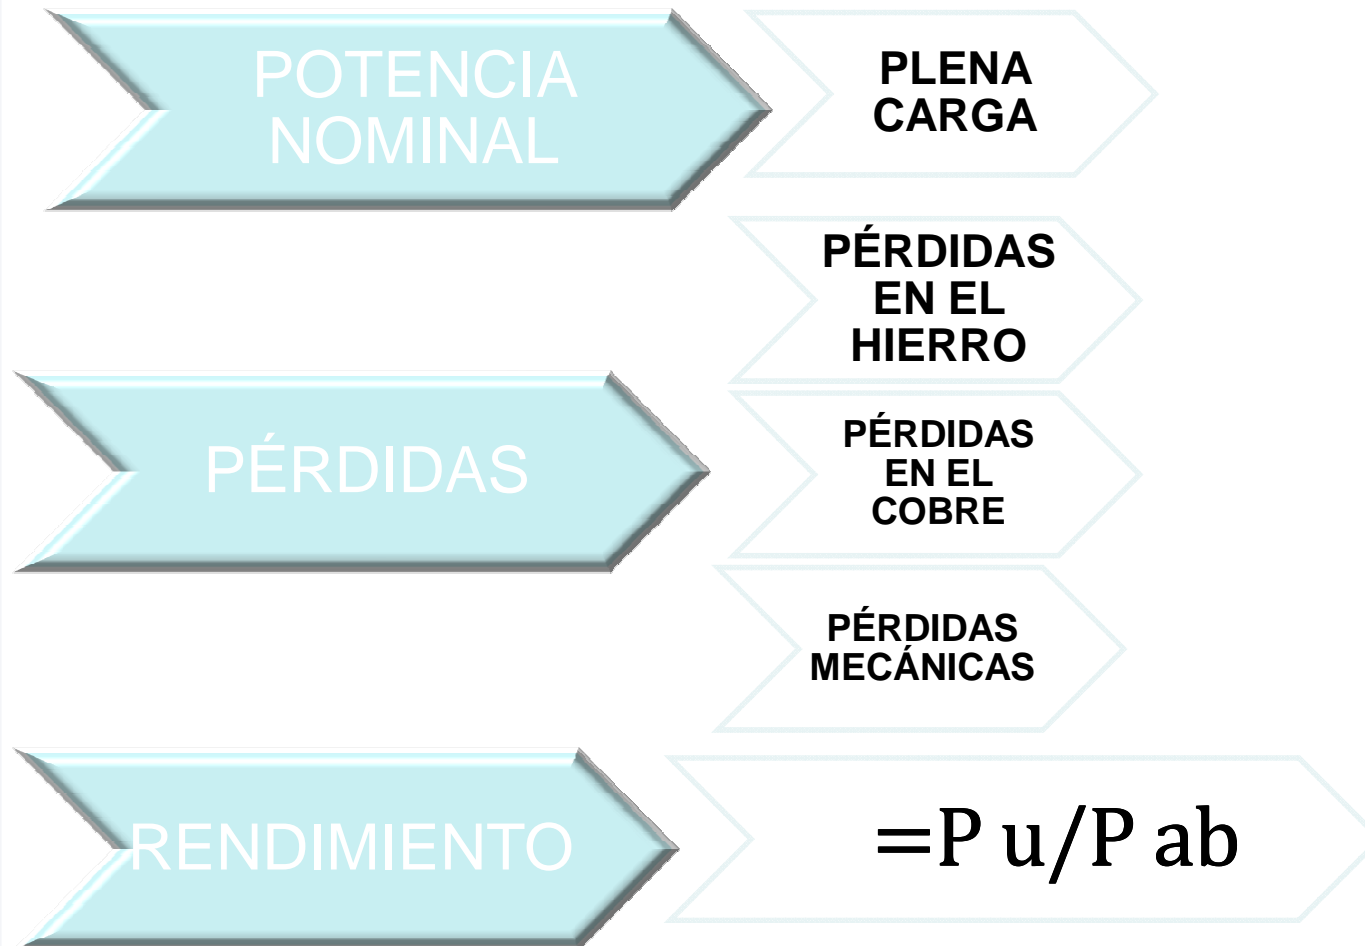 POTENCIA
NOMINAL
PLENA
CARGA
PÉRDIDAS
PÉRDIDAS
EN EL
HIERRO
PÉRDIDAS
EN EL
COBRE
PÉRDIDAS
MECÁNICAS
RENDIMIENTO
=P u/P ab